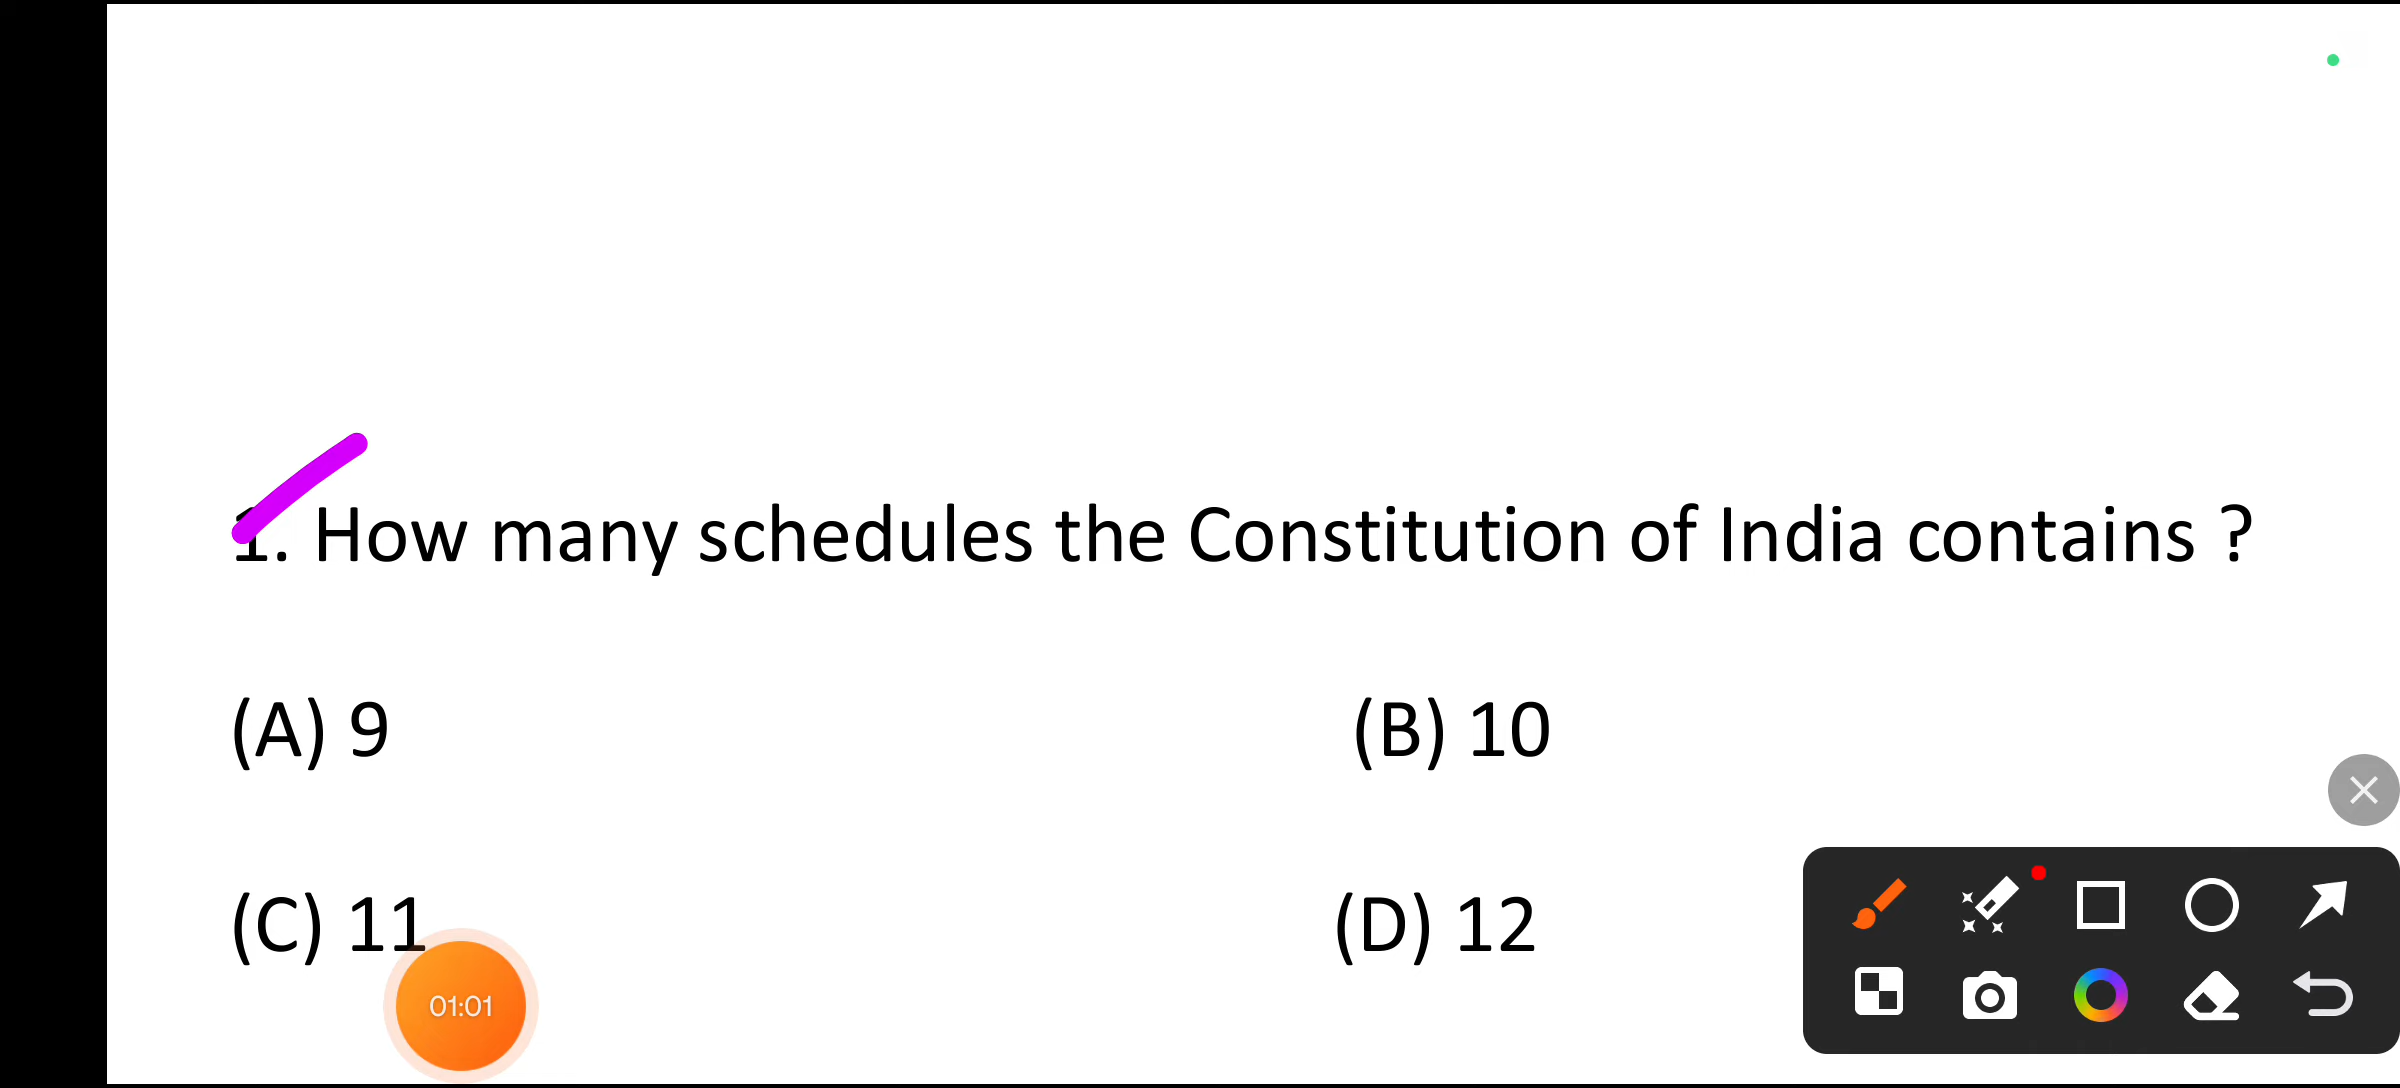 1. How many schedules the Constitution of India contains ?
(A) 9
(B) 10
(C) 11
(D) 12
01:01